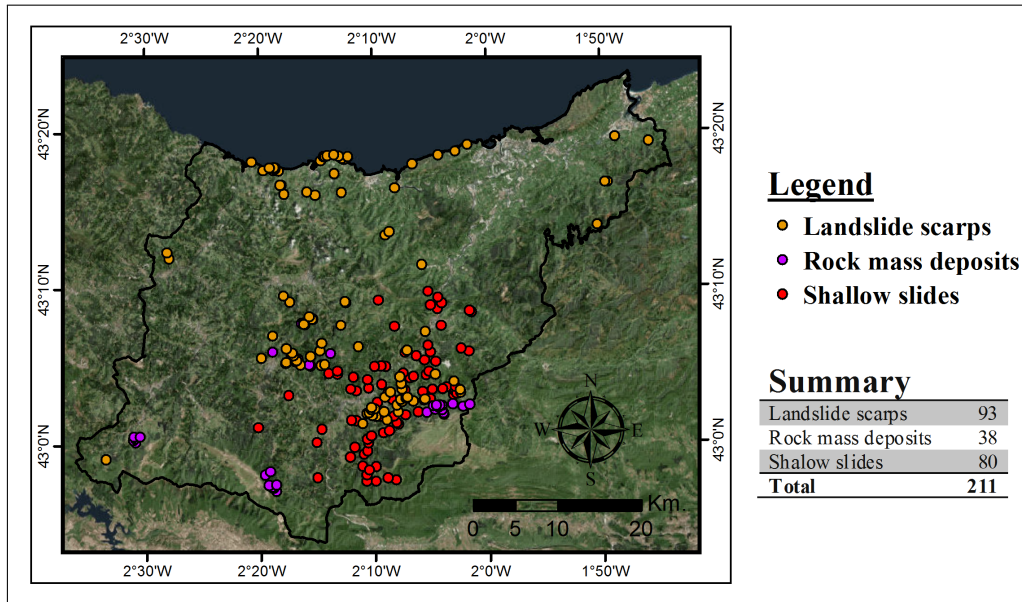 2°30'W 2°20'W 2°10'W 2°0'W 1°50'W
43°20'N 43°20'N
43°10'N 43°10'N
43°0'N 43°0'N
N
W E
S
Km.
0 5 10 20
2°30'W 2°20'W 2°10'W 2°0'W 1°50'W
Legend
Landslide scarps
Rock mass deposits
Shallow slides
Summary
Landslide scarps 93
Rock mass deposits 38
Shalow slides 80
Total 211